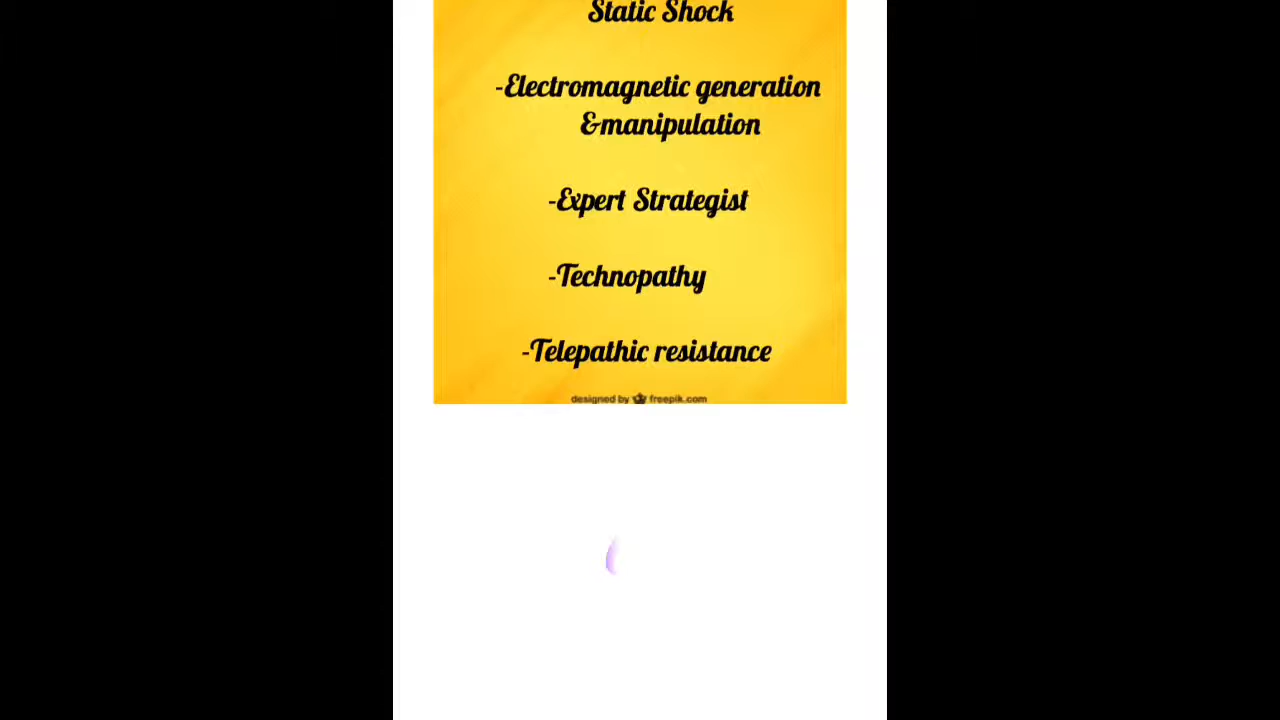 Static Shock
-Electromagnetic generation
&manipulation
-Expert Strategist
-Technopathy
-Telepathic resistance
designed by freepik.com